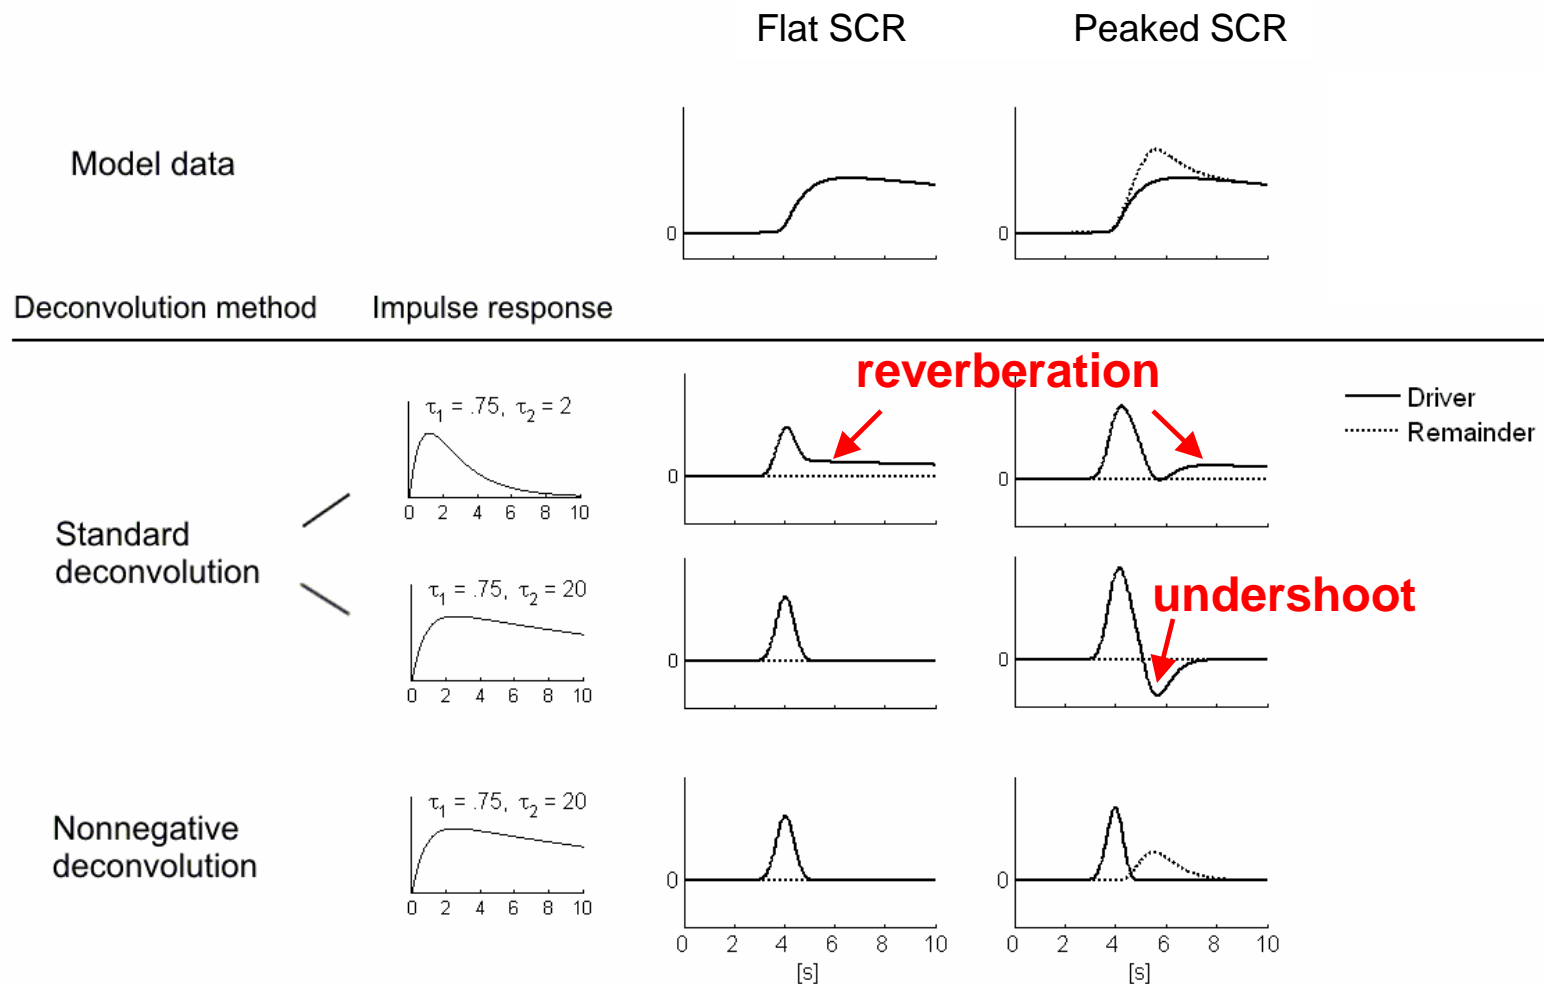 Flat SCR Peaked SCR
Model data
0 10 0 10
Deconvolution method Impulse response
reverberation
τ1 = .75, τ2 = 2
Driver
Remainder
0 0
0 2 4 6 8 10
Standard
deconvolution
undershoot
τ1 = .75, τ2 = 20
0 0
0 2 4 6 8 10
Nonnegative
deconvolution
τ1 = .75, τ2 = 20
0 0
0 2 4 6 8 10
0 2 4 6 8 10 0 2 4 6 8 10
[s] [s]